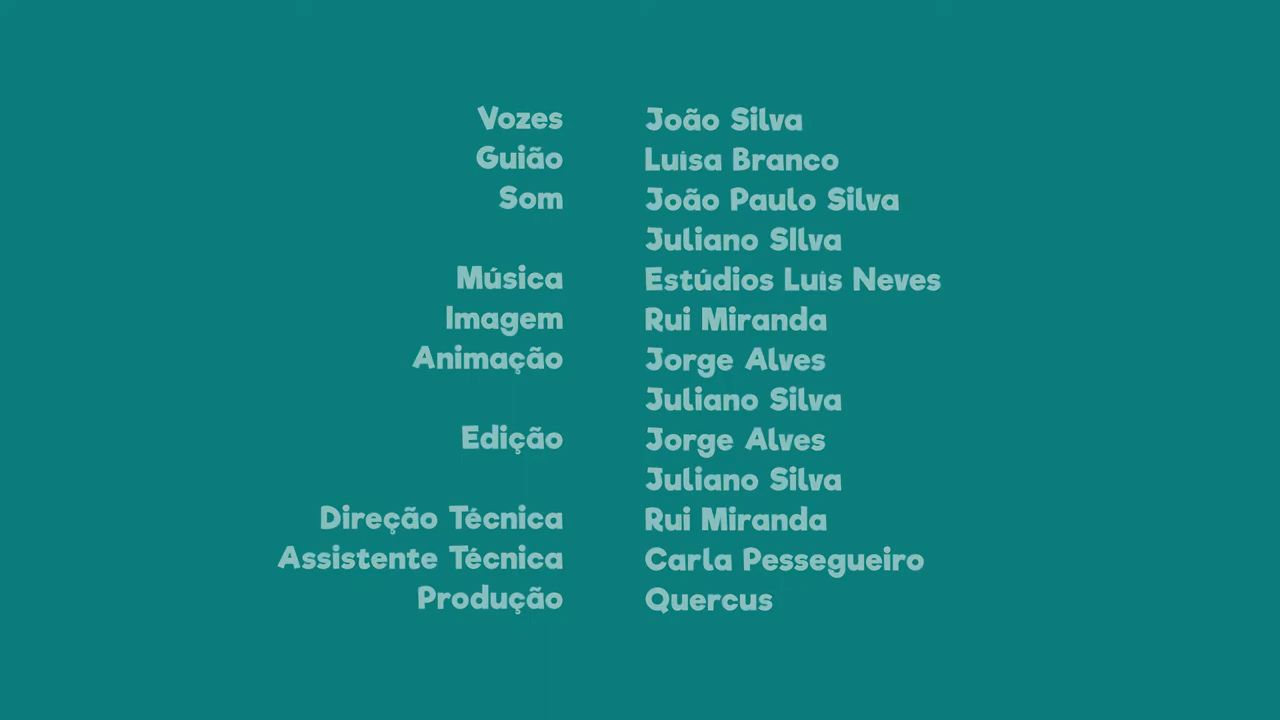 Vozes João Silva
Guião Luísa Branco
Som João Paulo Silva
Juliano SIlva
Música Estúdios Luís Neves
Imagem Rui Miranda
Animação Jorge Alves
Juliano Silva
Edição Jorge Alves
Juliano Silva
Direção Técnica Rui Miranda
Assistente Técnica Carla Pessegueiro
Produção Quercus